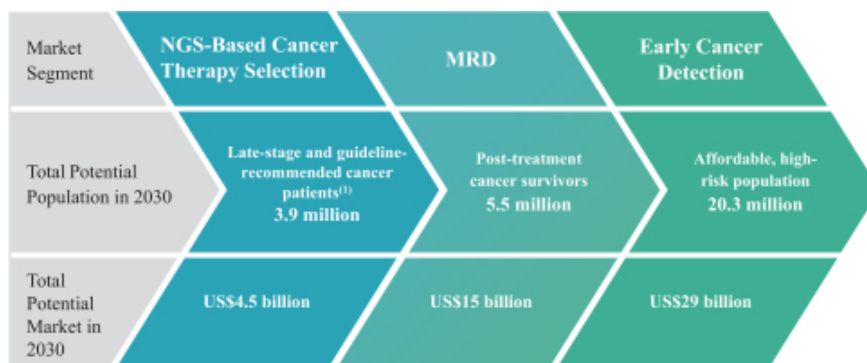 Market
Segment
NGS-Based Cancer
Therapy Selection
MRD
Early Cancer
Detection
Total Potential
Population in 2030
Late-stage and guideline-
recommended cancer
patients(1)
3.9 million
Post-treatment
cancer survivors
5.5 million
Affordable, high-
risk population
20.3 million
Total
Potential
Market in
2030
US$4.5 billion
US$15 billion
US$29 billion